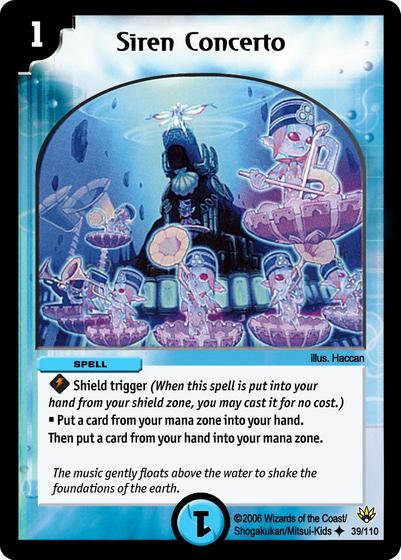 1
Siren Concerto
illus. Haccan
SPELL
Shield trigger (When this spell is put into your
hand from your shield zone, you may cast it for no cost.)
▪ Put a card from your mana zone into your hand.
Then put a card from your hand into your mana zone.
The music gently floats above the water to shake the
foundations of the earth.
1
©2006 Wizards of the Coast/
Shogakukan/Mitsui-Kids ✦ 39/110